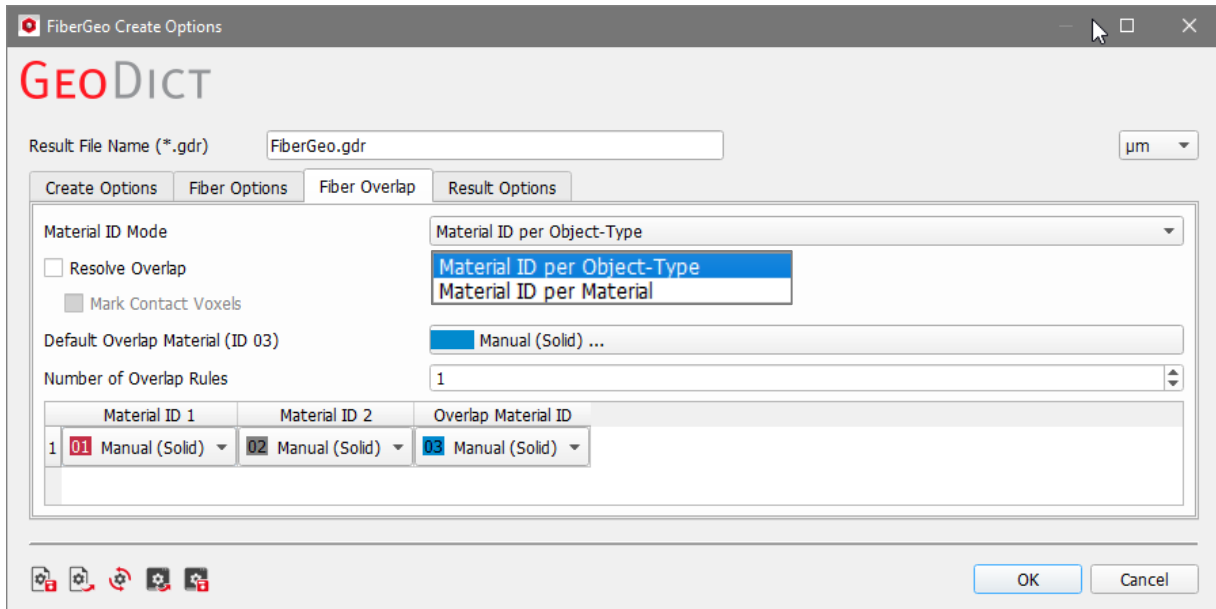 FiberGeo Create Options
GEODICT
Result File Name (*.gdr) FiberGeo.gdr µm
Create Options Fiber Options Fiber Overlap Result Options
Material ID Mode Material ID per Object-Type
Resolve Overlap Material ID per Object-Type
Material ID per Material
Mark Contact Voxels
Default Overlap Material (ID 03) Manual (Solid) ...
Number of Overlap Rules 1
Material ID 1 Material ID 2 Overlap Material ID
1 01 Manual (Solid) 02 Manual (Solid) 03 Manual (Solid)
OK Cancel